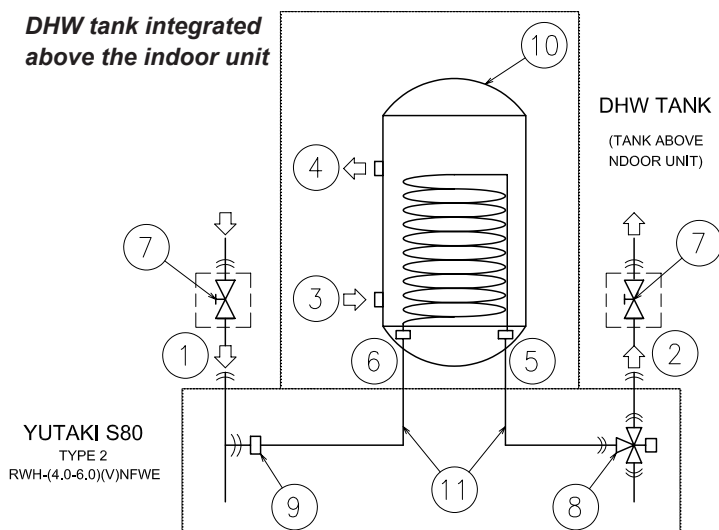 DHW tank integrated
above the indoor unit
10
DHW TANK
(TANK ABOVE
NDOOR UNIT)
4
7
7
3
1
6
5
2
YUTAKI S80
TYPE 2
RWH-(4.0-6.0)(V)NFWE
9
11
8